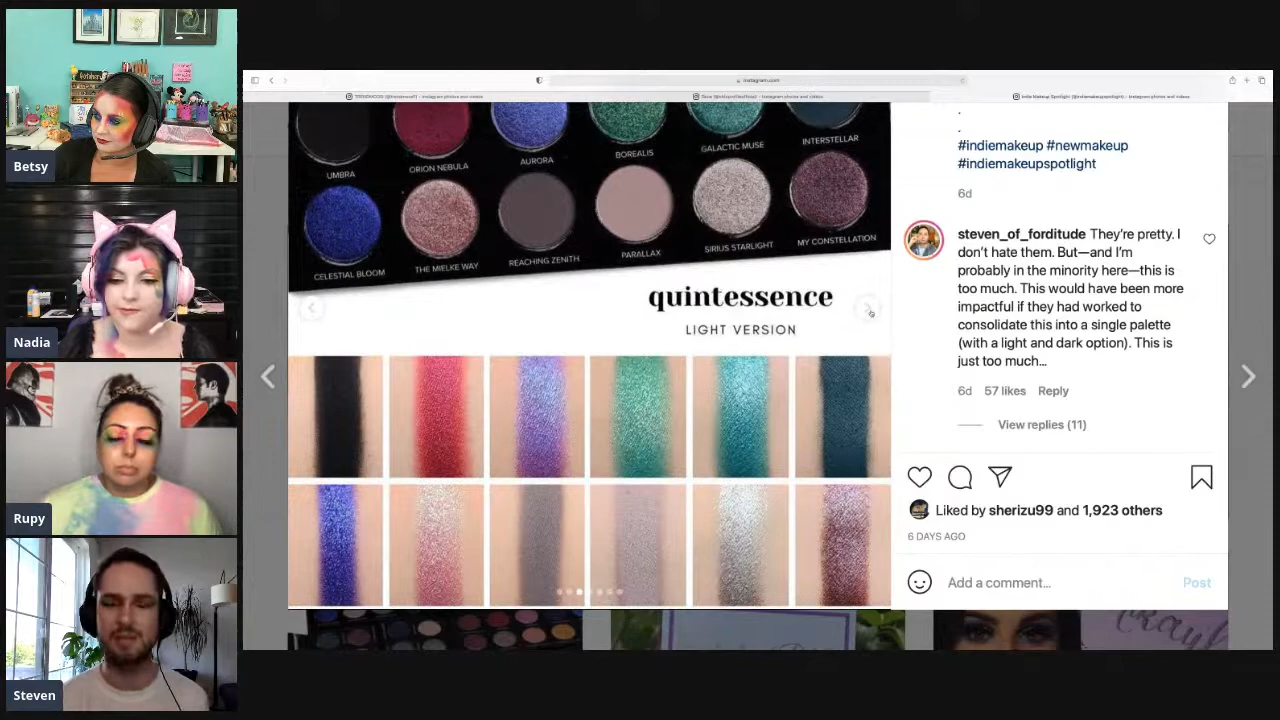 Betsy
Nadia
Rupy
Steven
instagram.com
UMBRA
ORION NEBULA
AURORA
BOREALIS
GALACTIC MUSE
INTERSTELLAR
CELESTIAL BLOOM
THE MIELKE WAY
REACHING ZENITH
PARALLAX
SIRIUS STARLIGHT
MY CONSTELLATION
quintessence
LIGHT VERSION
.
.
#indiemakeup #newmakeup
#indiemakeupspotlight
6d
steven_of_forditude They're pretty. I
don't hate them. But—and I'm
probably in the minority here—this is
too much. This would have been more
impactful if they had worked to
consolidate this into a single palette
(with a light and dark option). This is
just too much...
6d 57 likes Reply
View replies (11)
Liked by sherizu99 and 1,923 others
6 DAYS AGO
Add a comment...
Post